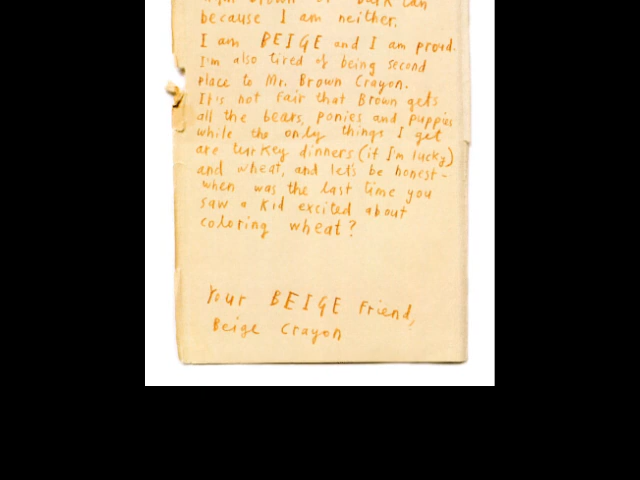 because I am neither.
I am BEIGE and I am proud.
I'm also tired of being second
place to Mr. Brown Crayon.
It's not fair that Brown gets
all the bears, ponies and puppies
while the only things I get
are turkey dinners (if I'm lucky)
and wheat, and let's be honest-
when was the last time you
saw a kid excited about
coloring wheat?
Your BEIGE friend,
Beige Crayon